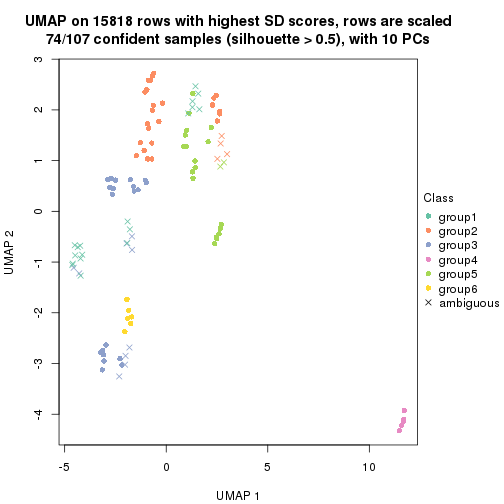 UMAP on 15818 rows with highest SD scores, rows are scaled
74/107 confident samples (silhouette > 0.5), with 10 PCs
3
2
1
0
-1
-2
-3
-4
UMAP 2
-5
0
5
10
UMAP 1
Class
group1
group2
group3
group4
group5
group6
ambiguous